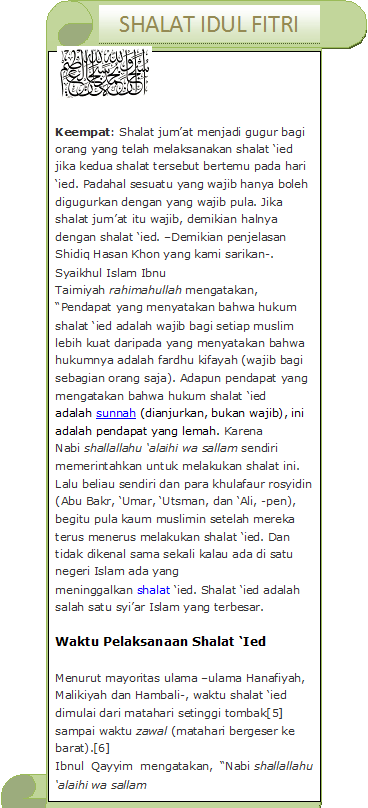 SHALAT IDUL FITRI
Keempat: Shalat jum’at menjadi gugur bagi
orang yang telah melaksanakan shalat ‘ied
jika kedua shalat tersebut bertemu pada hari
‘ied. Padahal sesuatu yang wajib hanya boleh
digugurkan dengan yang wajib pula. Jika
shalat jum’at itu wajib, demikian halnya
dengan shalat ‘ied. –Demikian penjelasan
Shidiq Hasan Khon yang kami sarikan-.
Syaikhul Islam Ibnu
Taimiyah rahimahullah mengatakan,
“Pendapat yang menyatakan bahwa hukum
shalat ‘ied adalah wajib bagi setiap muslim
lebih kuat daripada yang menyatakan bahwa
hukumnya adalah fardhu kifayah (wajib bagi
sebagian orang saja). Adapun pendapat yang
mengatakan bahwa hukum shalat ‘ied
adalah sunnah (dianjurkan, bukan wajib), ini
adalah pendapat yang lemah. Karena
Nabi shallallahu ‘alaihi wa sallam sendiri
memerintahkan untuk melakukan shalat ini.
Lalu beliau sendiri dan para khulafaur rosyidin
(Abu Bakr, ‘Umar, ‘Utsman, dan ‘Ali, -pen),
begitu pula kaum muslimin setelah mereka
terus menerus melakukan shalat ‘ied. Dan
tidak dikenal sama sekali kalau ada di satu
negeri Islam ada yang
meninggalkan shalat ‘ied. Shalat ‘ied adalah
salah satu syi’ar Islam yang terbesar.
Waktu Pelaksanaan Shalat ‘Ied
Menurut mayoritas ulama –ulama Hanafiyah,
Malikiyah dan Hambali-, waktu shalat ‘ied
dimulai dari matahari setinggi tombak[5]
sampai waktu zawal (matahari bergeser ke
barat).[6]
Ibnul Qayyim mengatakan, “Nabi shallallahu
‘alaihi wa sallam